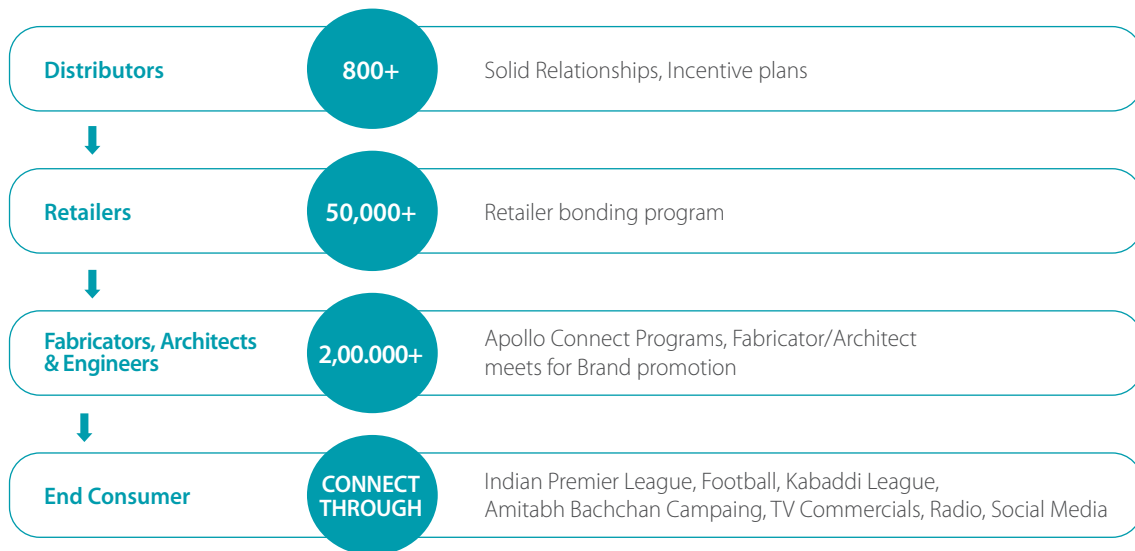 Distributors
800+
Solid Relationships, Incentive plans
Retailers
50,000+
Retailer bonding program
Fabricators, Architects
& Engineers
2,00.000+
Apollo Connect Programs, Fabricator/Architect
meets for Brand promotion
End Consumer
CONNECT
THROUGH
Indian Premier League, Football, Kabaddi League,
Amitabh Bachchan Campaing, TV Commercials, Radio, Social Media